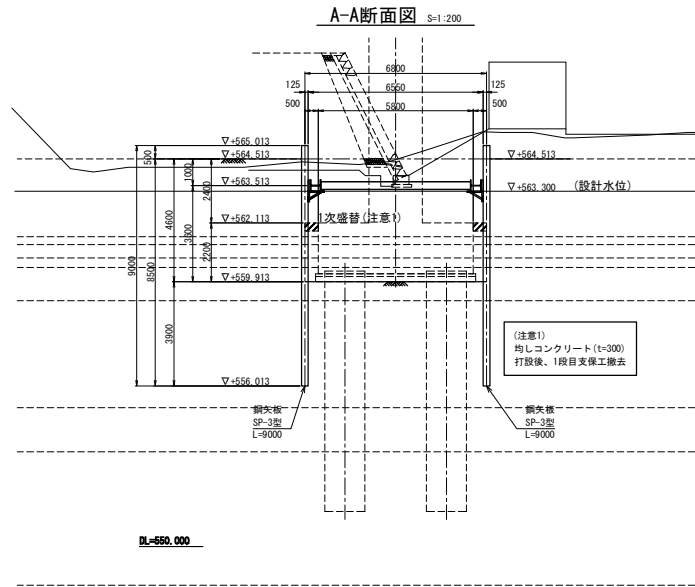 A-A断面図 S=1:200
6800
125 6550 125
500 5800 500
▽+565.013
▽+564.513
▽+564.513
▽+563.513
▽+563.300 (設計水位)
▽+562.113
1次盛替(注意1)
▽+559.913
▽+556.013
500
1000
2400
4600
3600
2200
9000
8500
3900
(注意1)
均しコンクリート(t=300)
打設後、1段目支保工撤去
鋼矢板
SP-3型
L=9000
鋼矢板
SP-3型
L=9000
DL=550.000